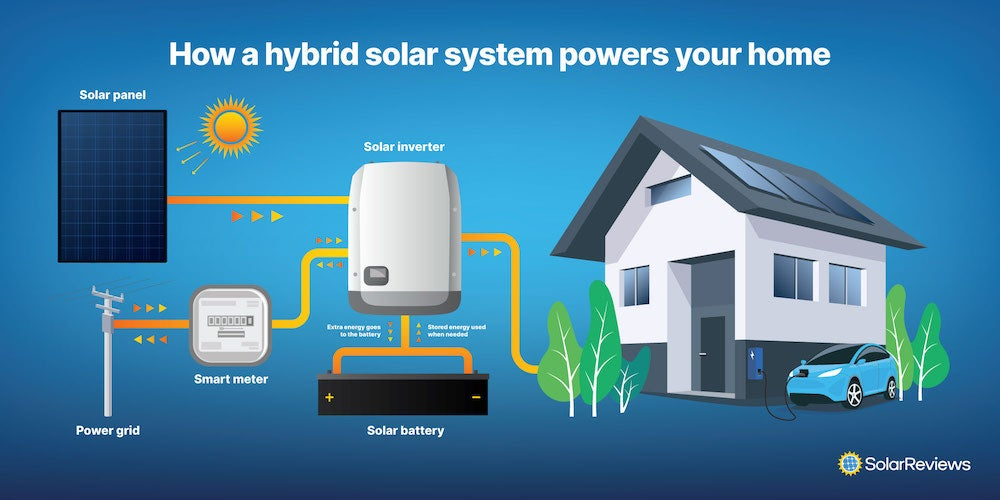 How a hybrid solar system powers your home
Solar panel
Solar inverter
Extra energy goes
to the battery
Stored energy used
when needed
Smart meter
Power grid
+
−
Solar battery
SolarReviews